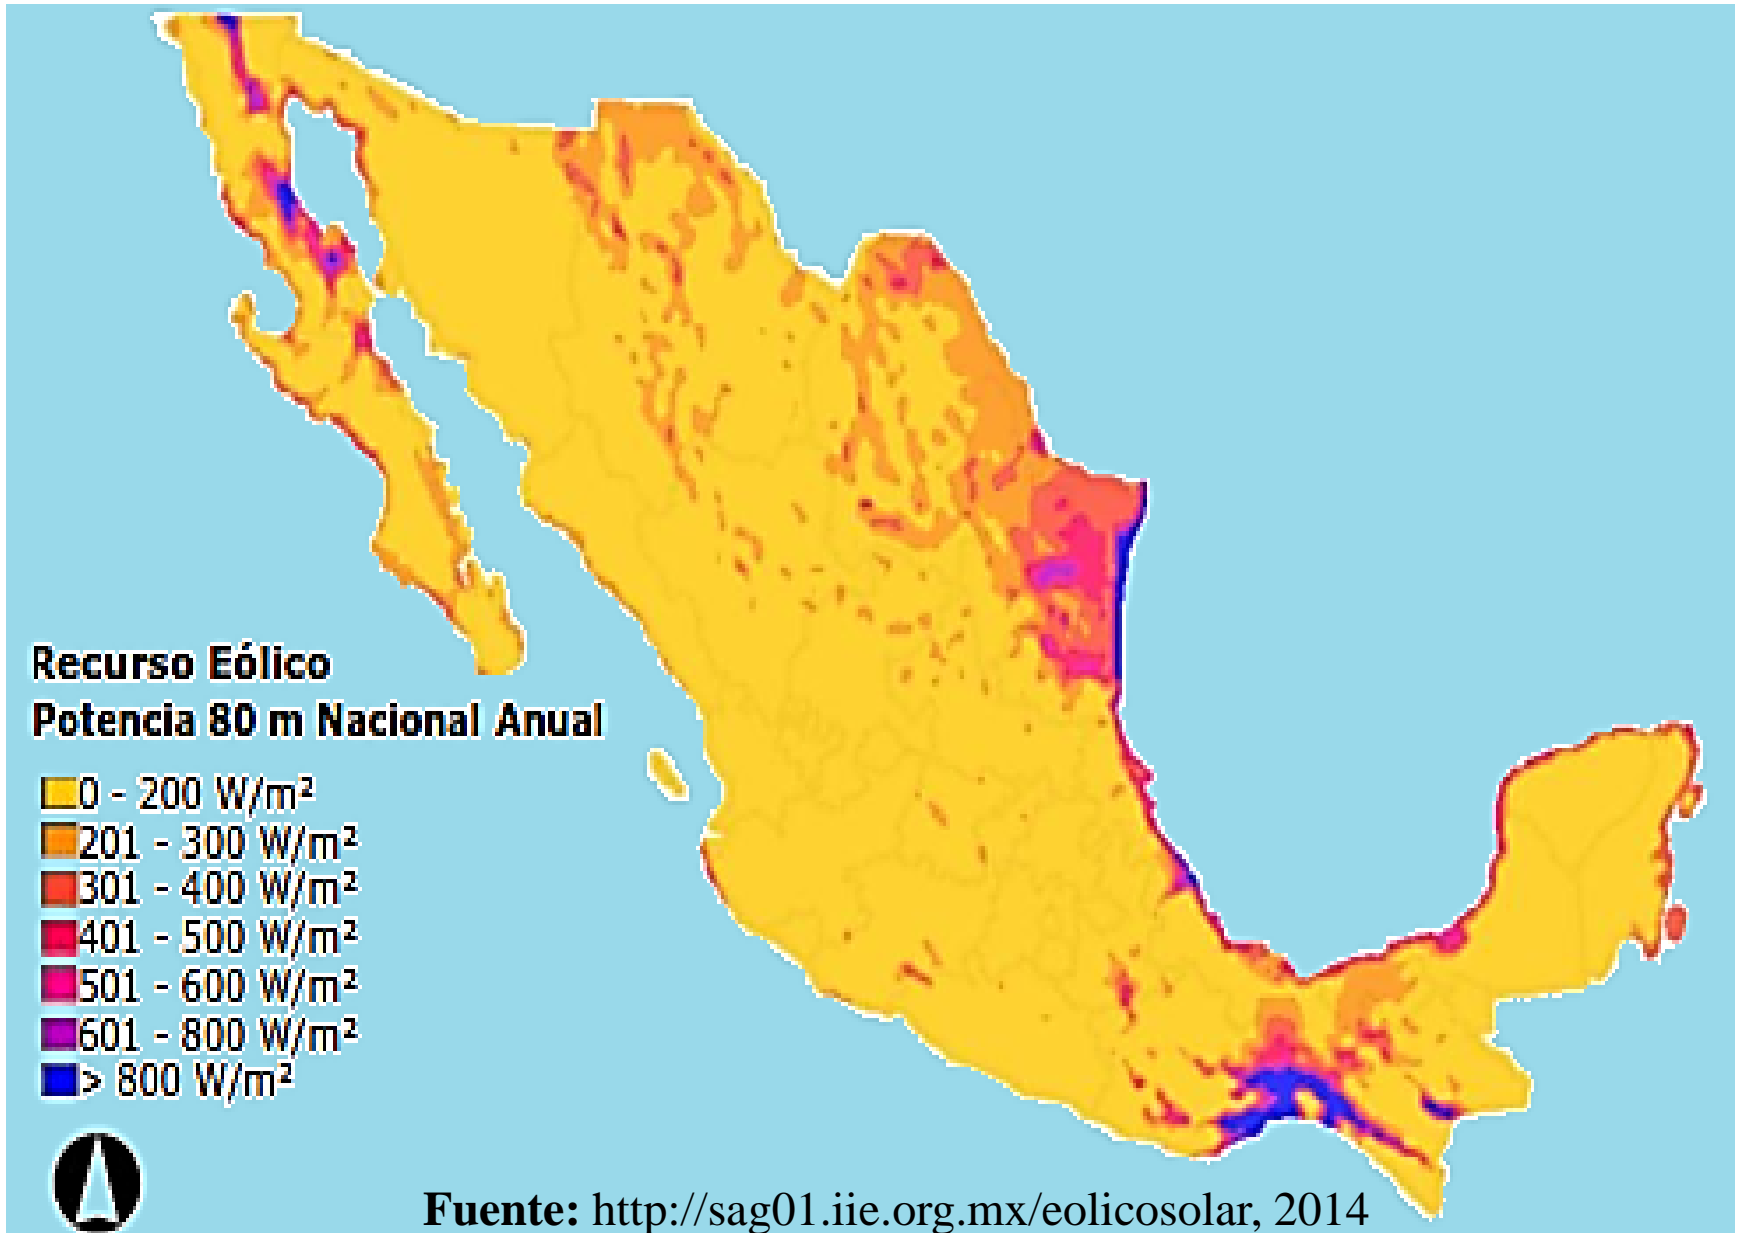 Recurso Eólico
Potencia 80 m Nacional Anual
0 - 200 W/m²
201 - 300 W/m²
301 - 400 W/m²
401 - 500 W/m²
501 - 600 W/m²
601 - 800 W/m²
> 800 W/m²
Fuente: http://sag01.iie.org.mx/eolicosolar, 2014